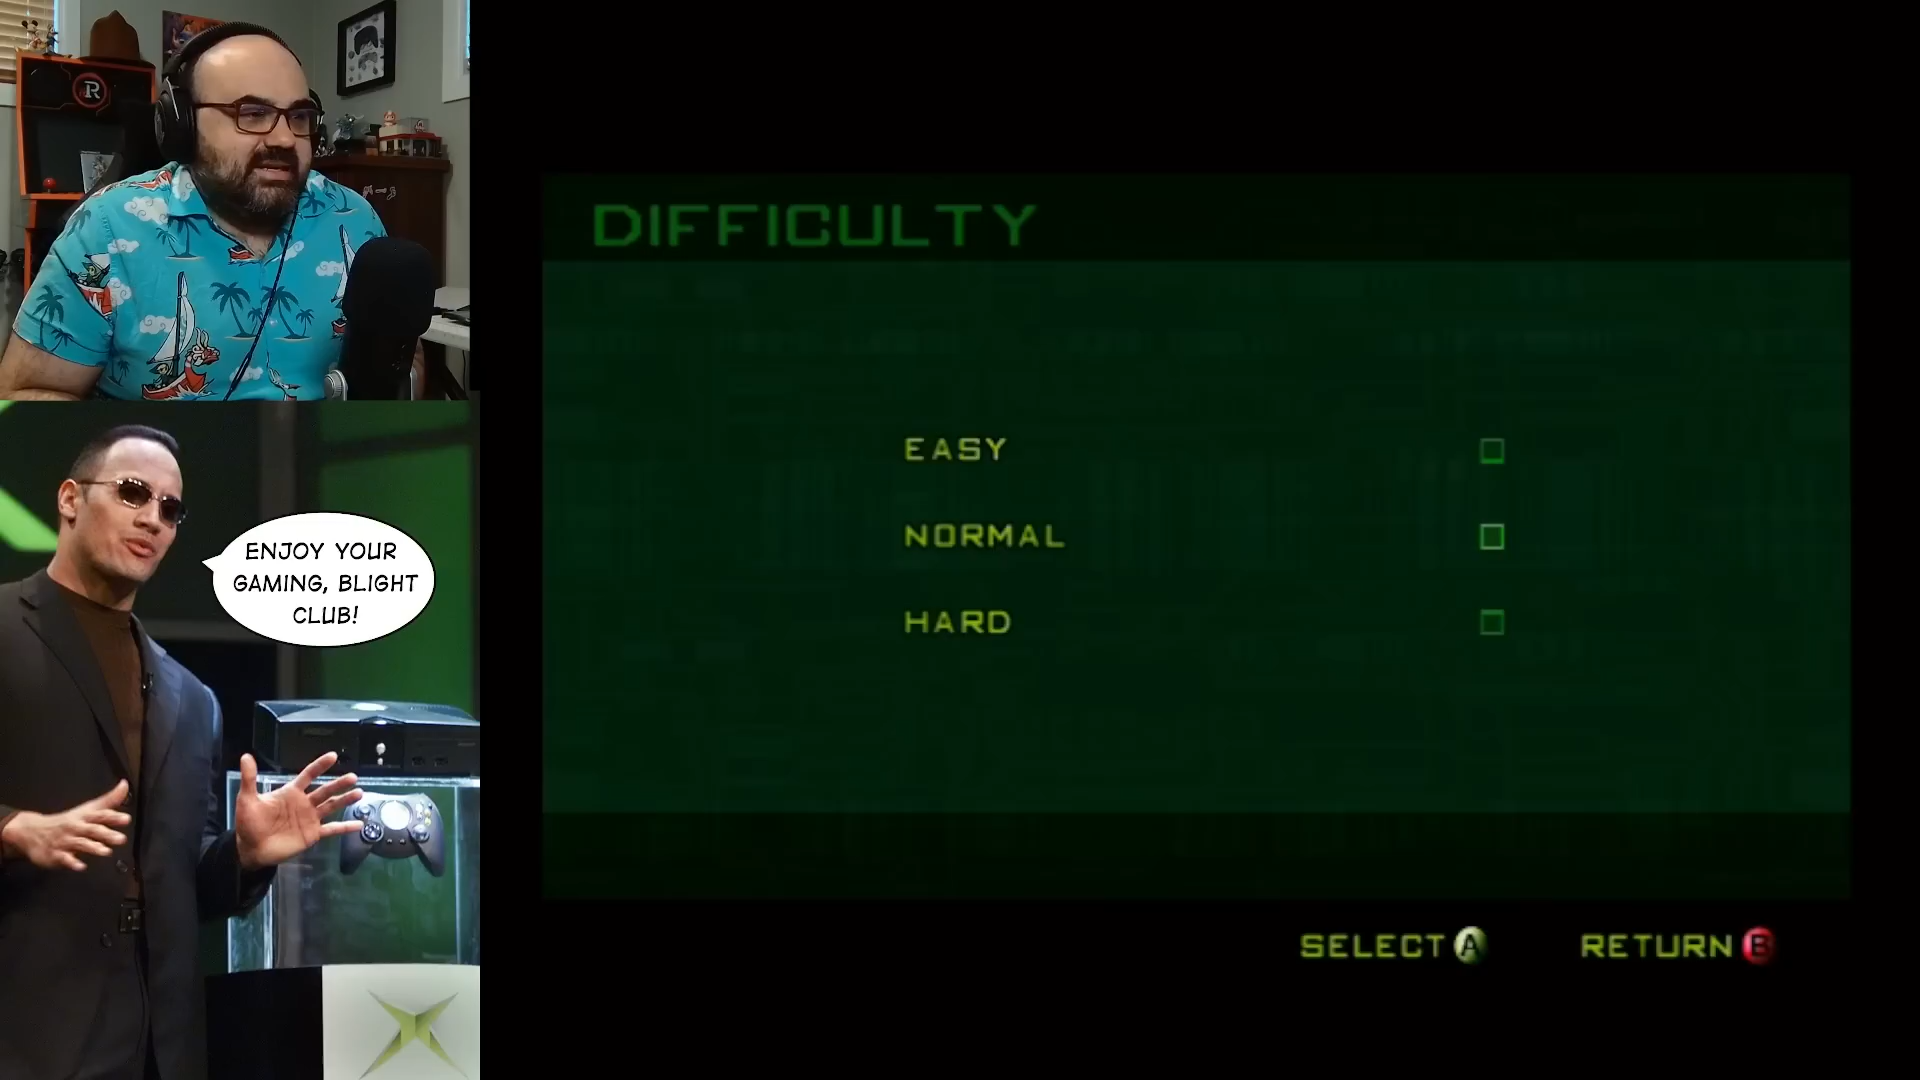 R
ENJOY YOUR
GAMING, BLIGHT
CLUB!
DIFFICULTY
EASY
NORMAL
HARD
SELECT A
RETURN B